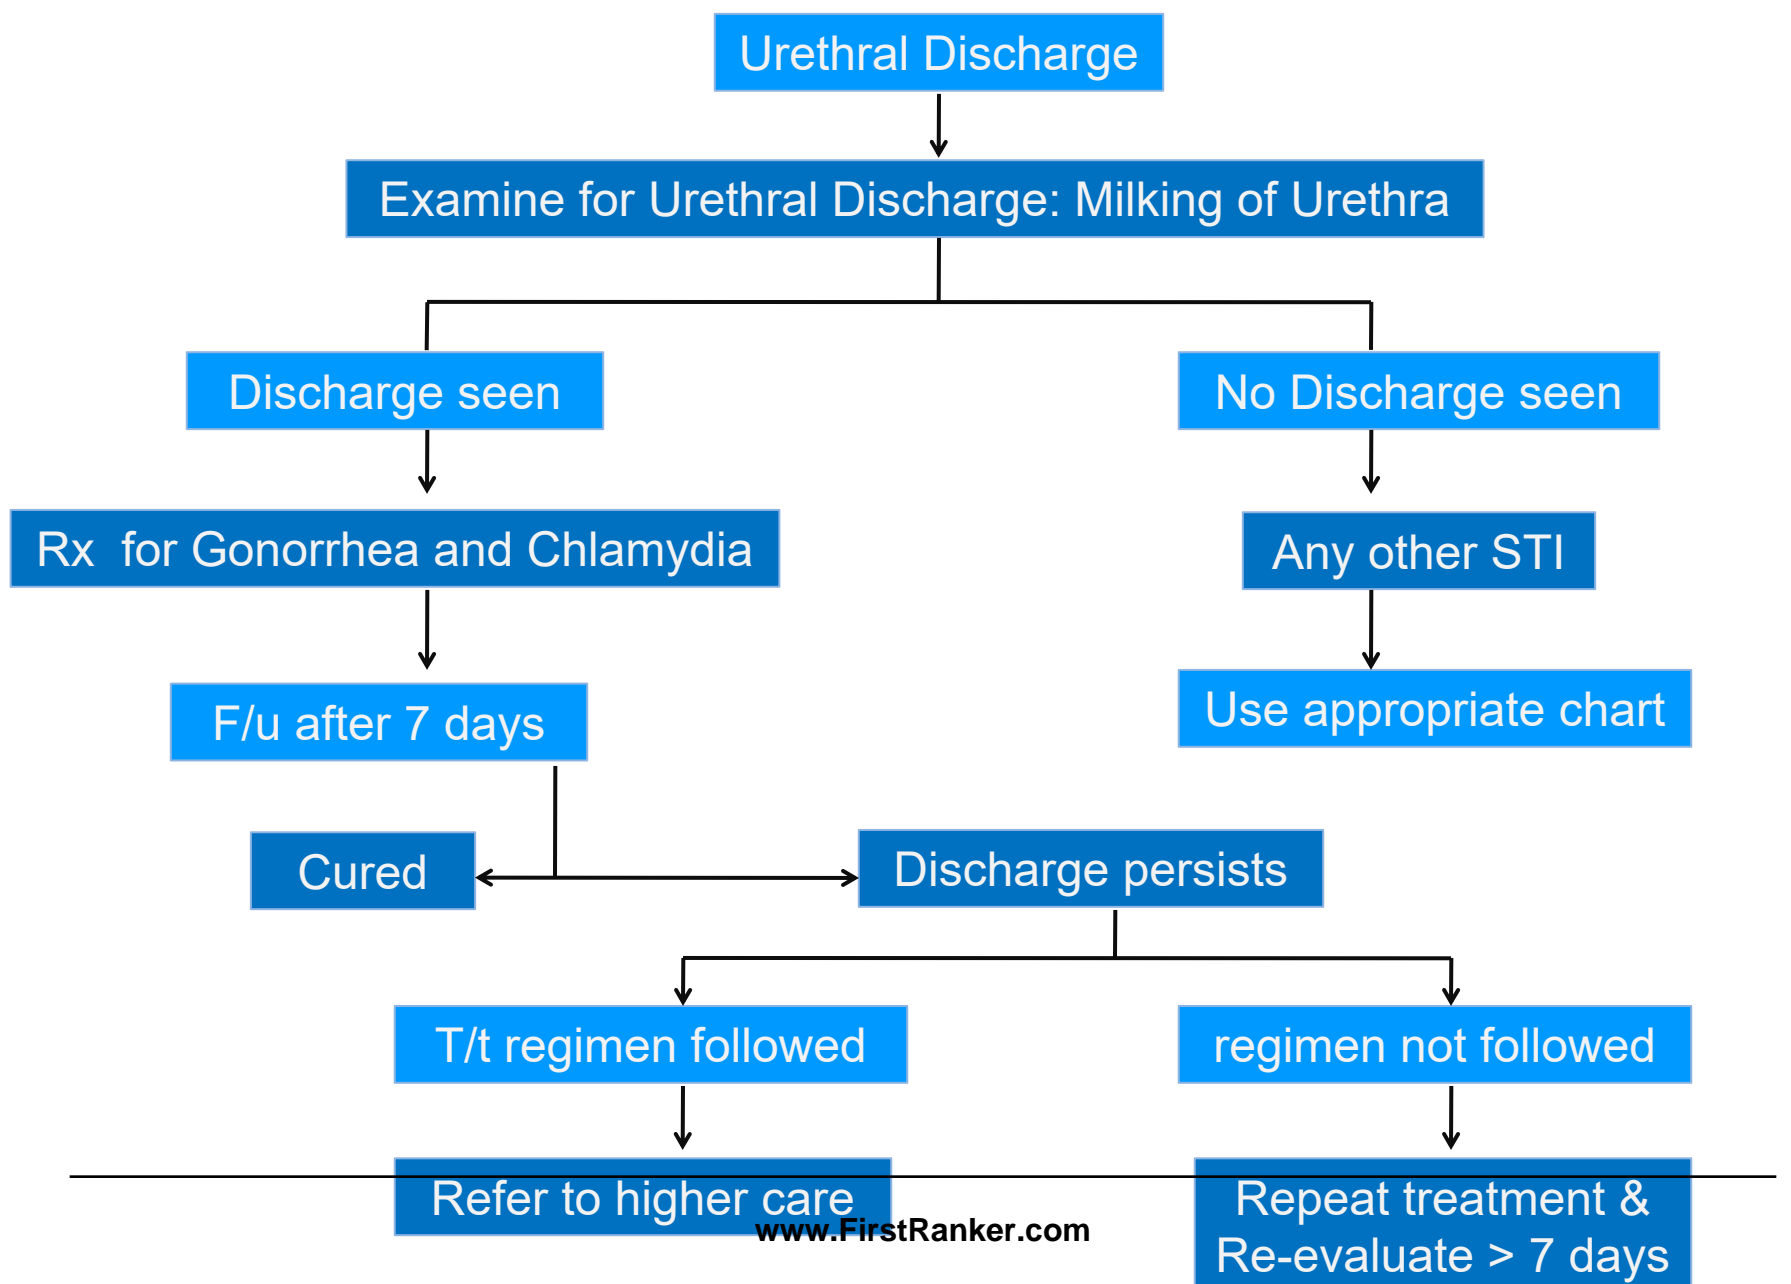 Urethral Discharge
Examine for Urethral Discharge: Milking of Urethra
Discharge seen
No Discharge seen
Rx for Gonorrhea and Chlamydia
Any other STI
F/u after 7 days
Use appropriate chart
Cured
Discharge persists
T/t regimen followed
regimen not followed
Refer to higher care
Repeat treatment &
Re-evaluate > 7 days
www.FirstRanker.com